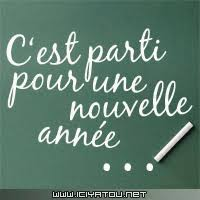 C'est parti
pour une
nouvelle
année
...
WWW.ICIYATOU.NET